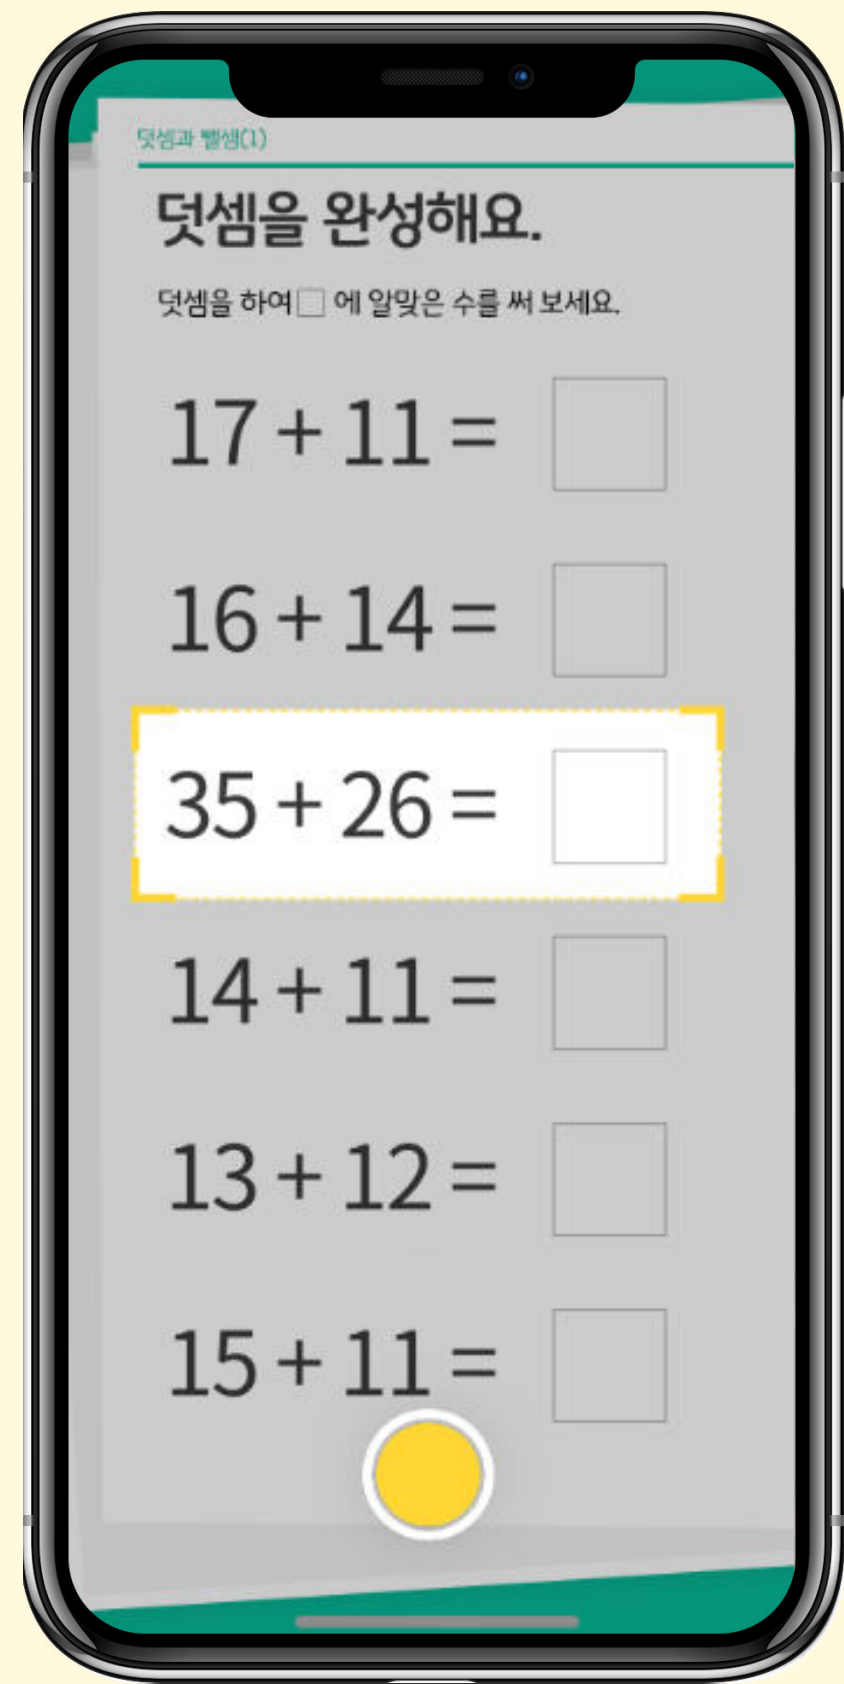 덧셈과 뺄셈(1)
덧셈을 완성해요.
덧셈을 하여 □ 에 알맞은 수를 써 보세요.
17 + 11 =
16 + 14 =
35 + 26 =
14 + 11 =
13 + 12 =
15 + 11 =